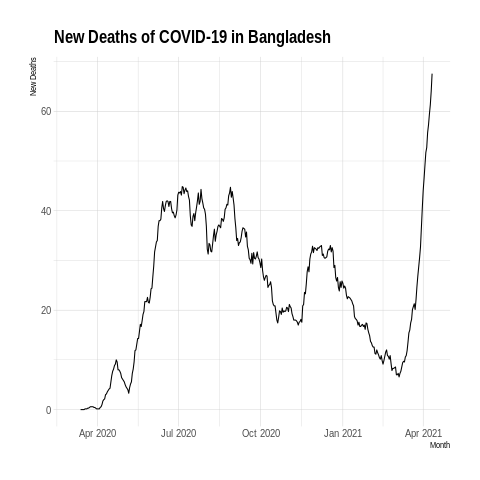 New Deaths of COVID-19 in Bangladesh
New Deaths
60
40
20
0
Apr 2020 Jul 2020 Oct 2020 Jan 2021 Apr 2021
Month